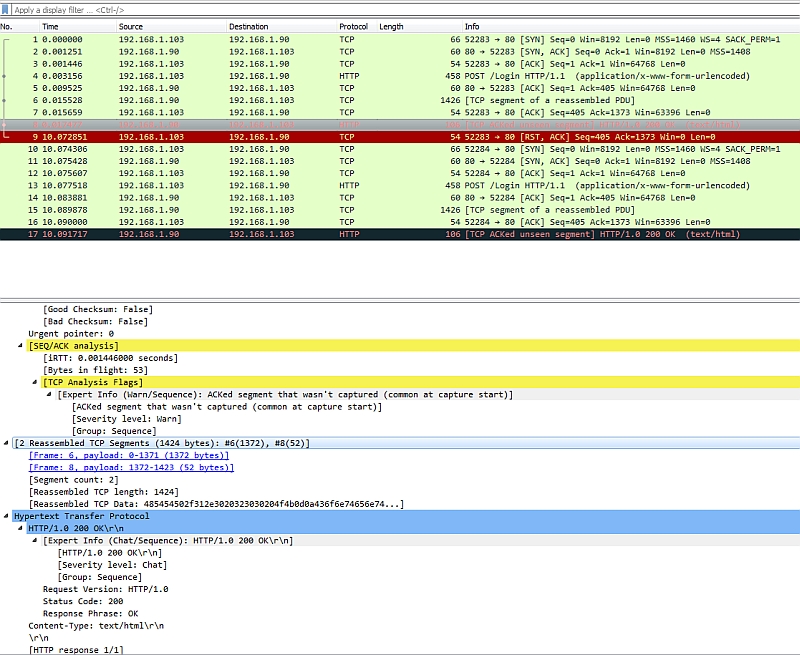 Apply a display filter ... <Ctrl-/>
No. Time Source Destination Protocol Length Info
1 0.000000 192.168.1.103 192.168.1.90 TCP 66 52283 → 80 [SYN] Seq=0 Win=8192 Len=0 MSS=1460 WS=4 SACK_PERM=1
2 0.001251 192.168.1.90 192.168.1.103 TCP 60 80 → 52283 [SYN, ACK] Seq=0 Ack=1 Win=8192 Len=0 MSS=1408
3 0.001446 192.168.1.103 192.168.1.90 TCP 54 52283 → 80 [ACK] Seq=1 Ack=1 Win=64768 Len=0
4 0.003156 192.168.1.103 192.168.1.90 HTTP 458 POST /Login HTTP/1.1 (application/x-www-form-urlencoded)
5 0.009525 192.168.1.90 192.168.1.103 TCP 60 80 → 52283 [ACK] Seq=1 Ack=405 Win=64768 Len=0
6 0.015528 192.168.1.90 192.168.1.103 TCP 1426 [TCP segment of a reassembled PDU]
7 0.015659 192.168.1.103 192.168.1.90 TCP 54 52283 → 80 [ACK] Seq=405 Ack=1373 Win=63396 Len=0
9 10.072851 192.168.1.103 192.168.1.90 TCP 54 52283 → 80 [RST, ACK] Seq=405 Ack=1373 Win=0 Len=0
10 10.074306 192.168.1.103 192.168.1.90 TCP 66 52284 → 80 [SYN] Seq=0 Win=8192 Len=0 MSS=1460 WS=4 SACK_PERM=1
11 10.075428 192.168.1.90 192.168.1.103 TCP 60 80 → 52284 [SYN, ACK] Seq=0 Ack=1 Win=8192 Len=0 MSS=1408
12 10.075607 192.168.1.103 192.168.1.90 TCP 54 52284 → 80 [ACK] Seq=1 Ack=1 Win=64768 Len=0
13 10.077518 192.168.1.103 192.168.1.90 HTTP 458 POST /Login HTTP/1.1 (application/x-www-form-urlencoded)
14 10.083881 192.168.1.90 192.168.1.103 TCP 60 80 → 52284 [ACK] Seq=1 Ack=405 Win=64768 Len=0
15 10.089878 192.168.1.90 192.168.1.103 TCP 1426 [TCP segment of a reassembled PDU]
16 10.090000 192.168.1.103 192.168.1.90 TCP 54 52284 → 80 [ACK] Seq=405 Ack=1373 Win=63396 Len=0
17 10.091717 192.168.1.90 192.168.1.103 HTTP 106 [TCP ACKed unseen segment] HTTP/1.0 200 OK (text/html)
[Good Checksum: False]
[Bad Checksum: False]
Urgent pointer: 0
[SEQ/ACK analysis]
[iRTT: 0.001446000 seconds]
[Bytes in flight: 53]
[TCP Analysis Flags]
[Expert Info (Warn/Sequence): ACKed segment that wasn't captured (common at capture start)]
[ACKed segment that wasn't captured (common at capture start)]
[Severity level: Warn]
[Group: Sequence]
[2 Reassembled TCP Segments (1424 bytes): #6(1372), #8(52)]
[Frame: 6, payload: 0-1371 (1372 bytes)]
[Frame: 8, payload: 1372-1423 (52 bytes)]
[Segment count: 2]
[Reassembled TCP length: 1424]
[Reassembled TCP Data: 485454502f312e3020323030204f4b0d0a436f6e74656e74...]
Hypertext Transfer Protocol
HTTP/1.0 200 OK\r\n
[Expert Info (Chat/Sequence): HTTP/1.0 200 OK\r\n]
[HTTP/1.0 200 OK\r\n]
[Severity level: Chat]
[Group: Sequence]
Request Version: HTTP/1.0
Status Code: 200
Response Phrase: OK
Content-Type: text/html\r\n
\r\n
[HTTP response 1/1]